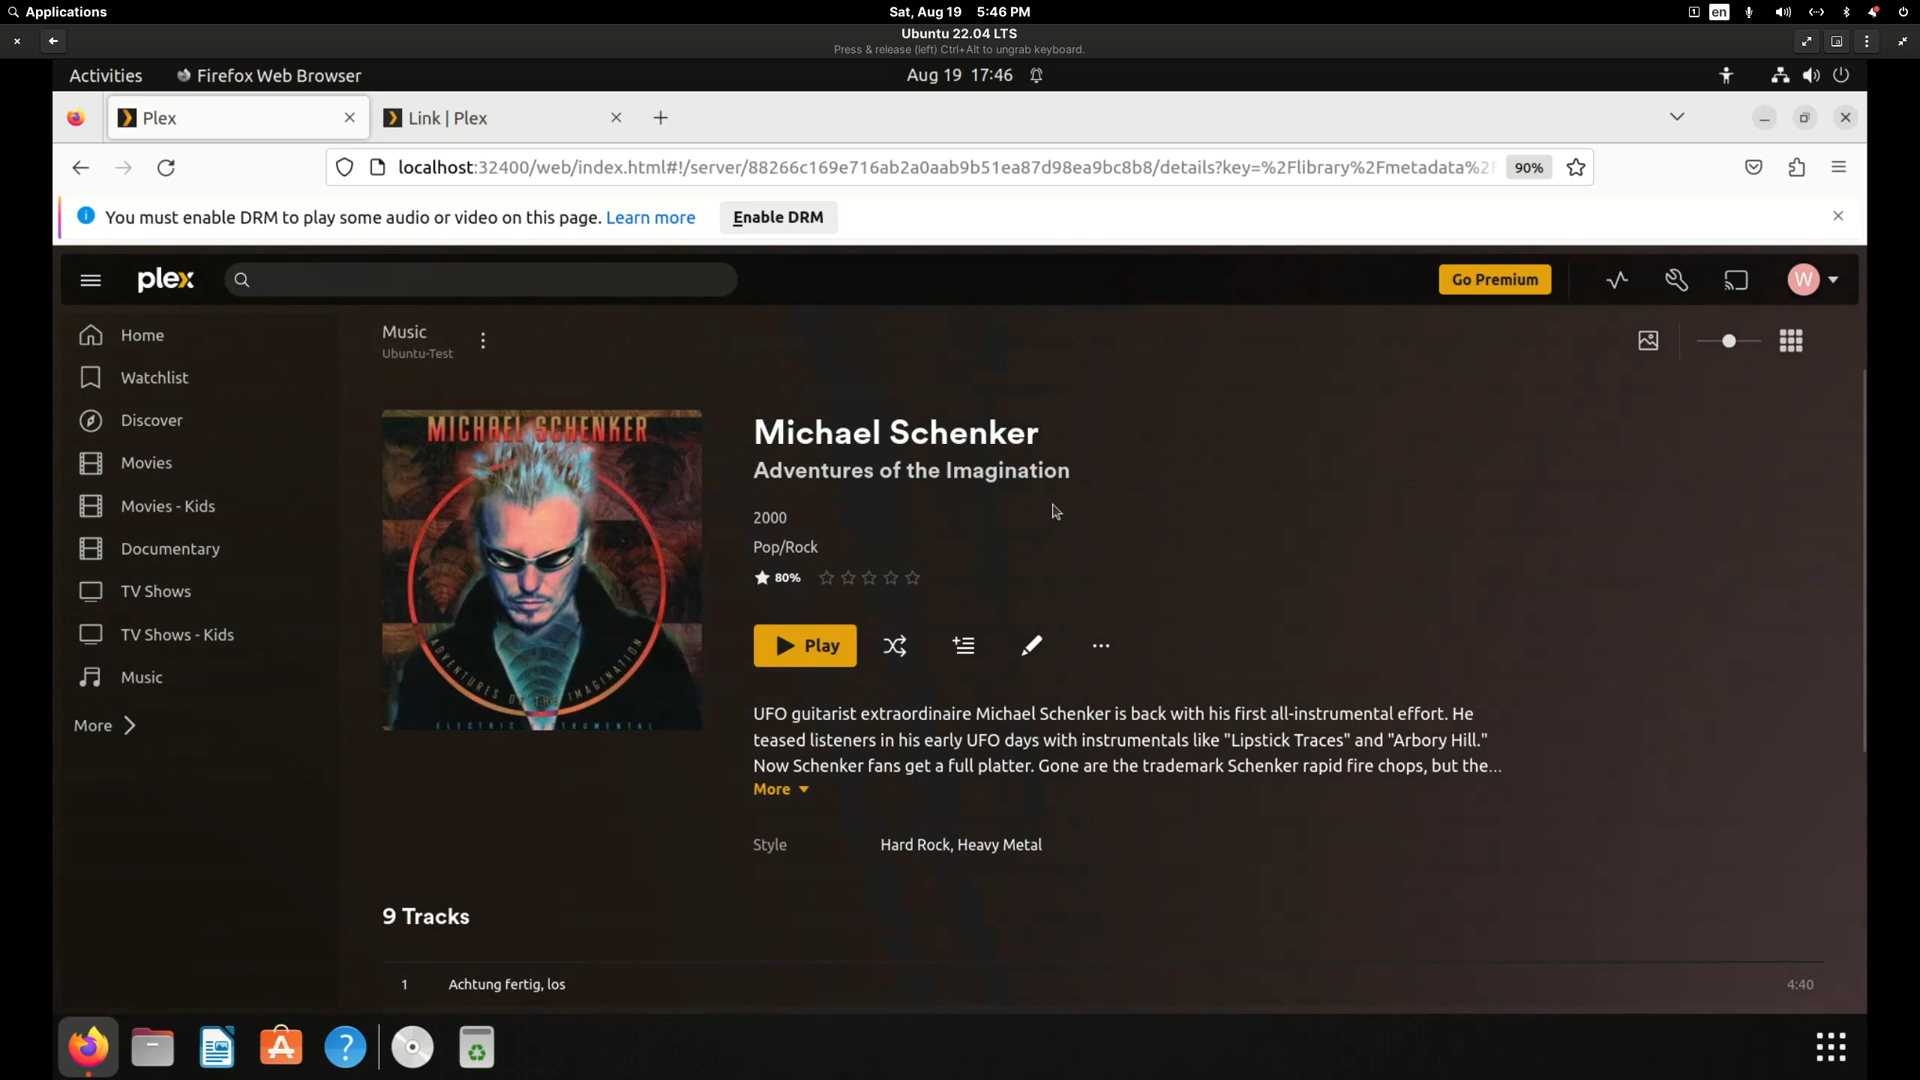 Applications
Sat, Aug 19 5:46 PM
1
en
Ubuntu 22.04 LTS
Press & release (left) Ctrl+Alt to ungrab keyboard.
Activities
Firefox Web Browser
Aug 19 17:46
Plex
Link | Plex
localhost:32400/web/index.html#!/server/88266c169e716ab2a0aab9b51ea87d98ea9bc8b8/details?key=%2Flibrary%2Fmetadata%2F
90%
You must enable DRM to play some audio or video on this page. Learn more
Enable DRM
plex
Go Premium
W
Home
Watchlist
Discover
Movies
Movies - Kids
Documentary
TV Shows
TV Shows - Kids
Music
More
Music
Ubuntu-Test
MICHAEL SCHENKER
ADVENTURES OF THE IMAGINATION
Michael Schenker
Adventures of the Imagination
2000
Pop/Rock
80%
Play
UFO guitarist extraordinaire Michael Schenker is back with his first all-instrumental effort. He
teased listeners in his early UFO days with instrumentals like "Lipstick Traces" and "Arbory Hill."
Now Schenker fans get a full platter. Gone are the trademark Schenker rapid fire chops, but the...
More
Style
Hard Rock, Heavy Metal
9 Tracks
1 Achtung fertig, los 4:40